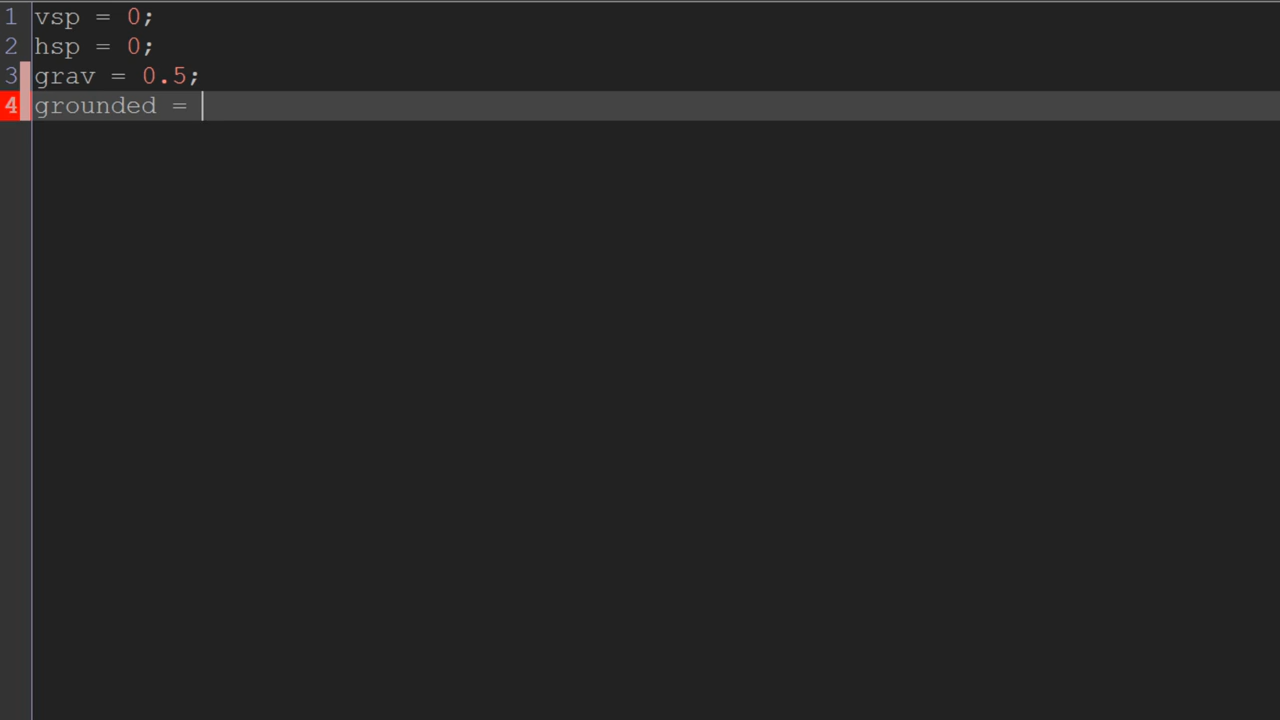 1 vsp = 0;
2 hsp = 0;
3 grav = 0.5;
4 grounded =